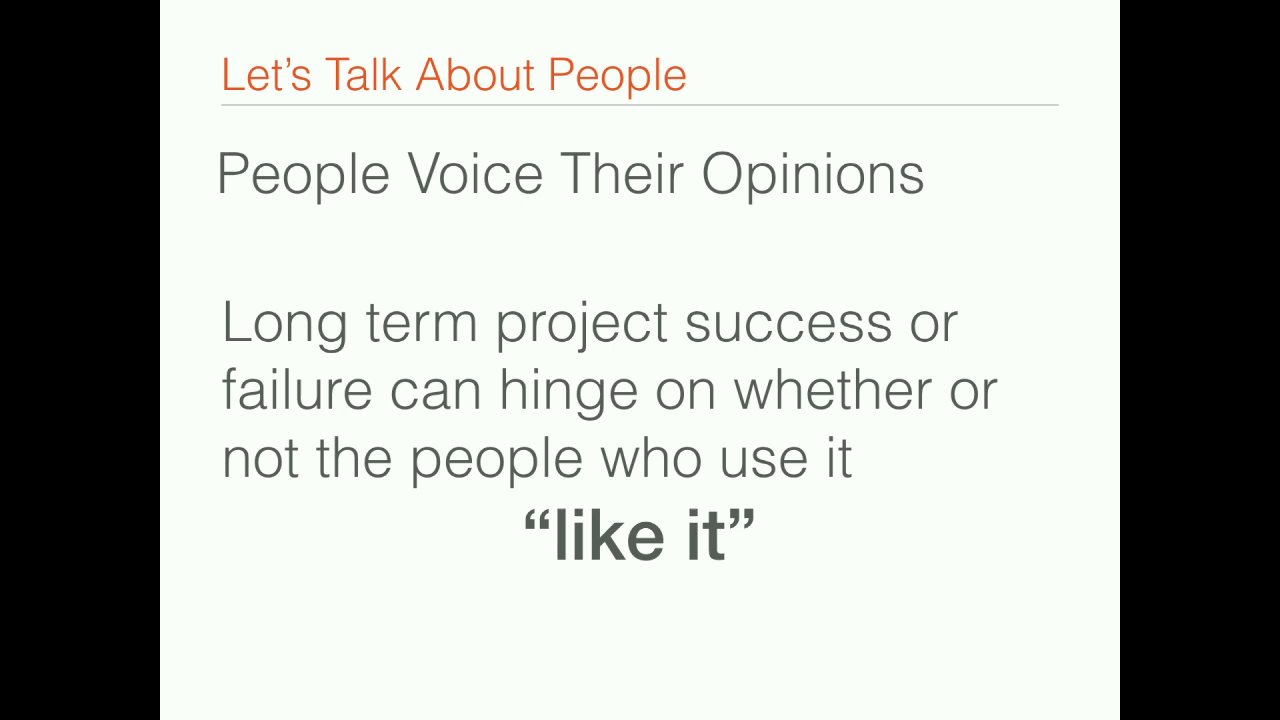 Let’s Talk About People
People Voice Their Opinions
Long term project success or
failure can hinge on whether or
not the people who use it
“like it”